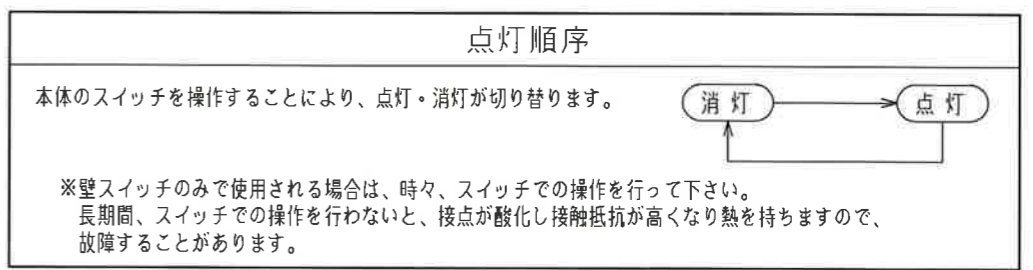 点灯順序
本体のスイッチを操作することにより、点灯・消灯が切り替ります。
消灯
点灯
※壁スイッチのみで使用される場合は、時々、スイッチでの操作を行って下さい。
長期間、スイッチでの操作を行わないと、接点が酸化し接触抵抗が高くなり熱を持ちますので、
故障することがあります。